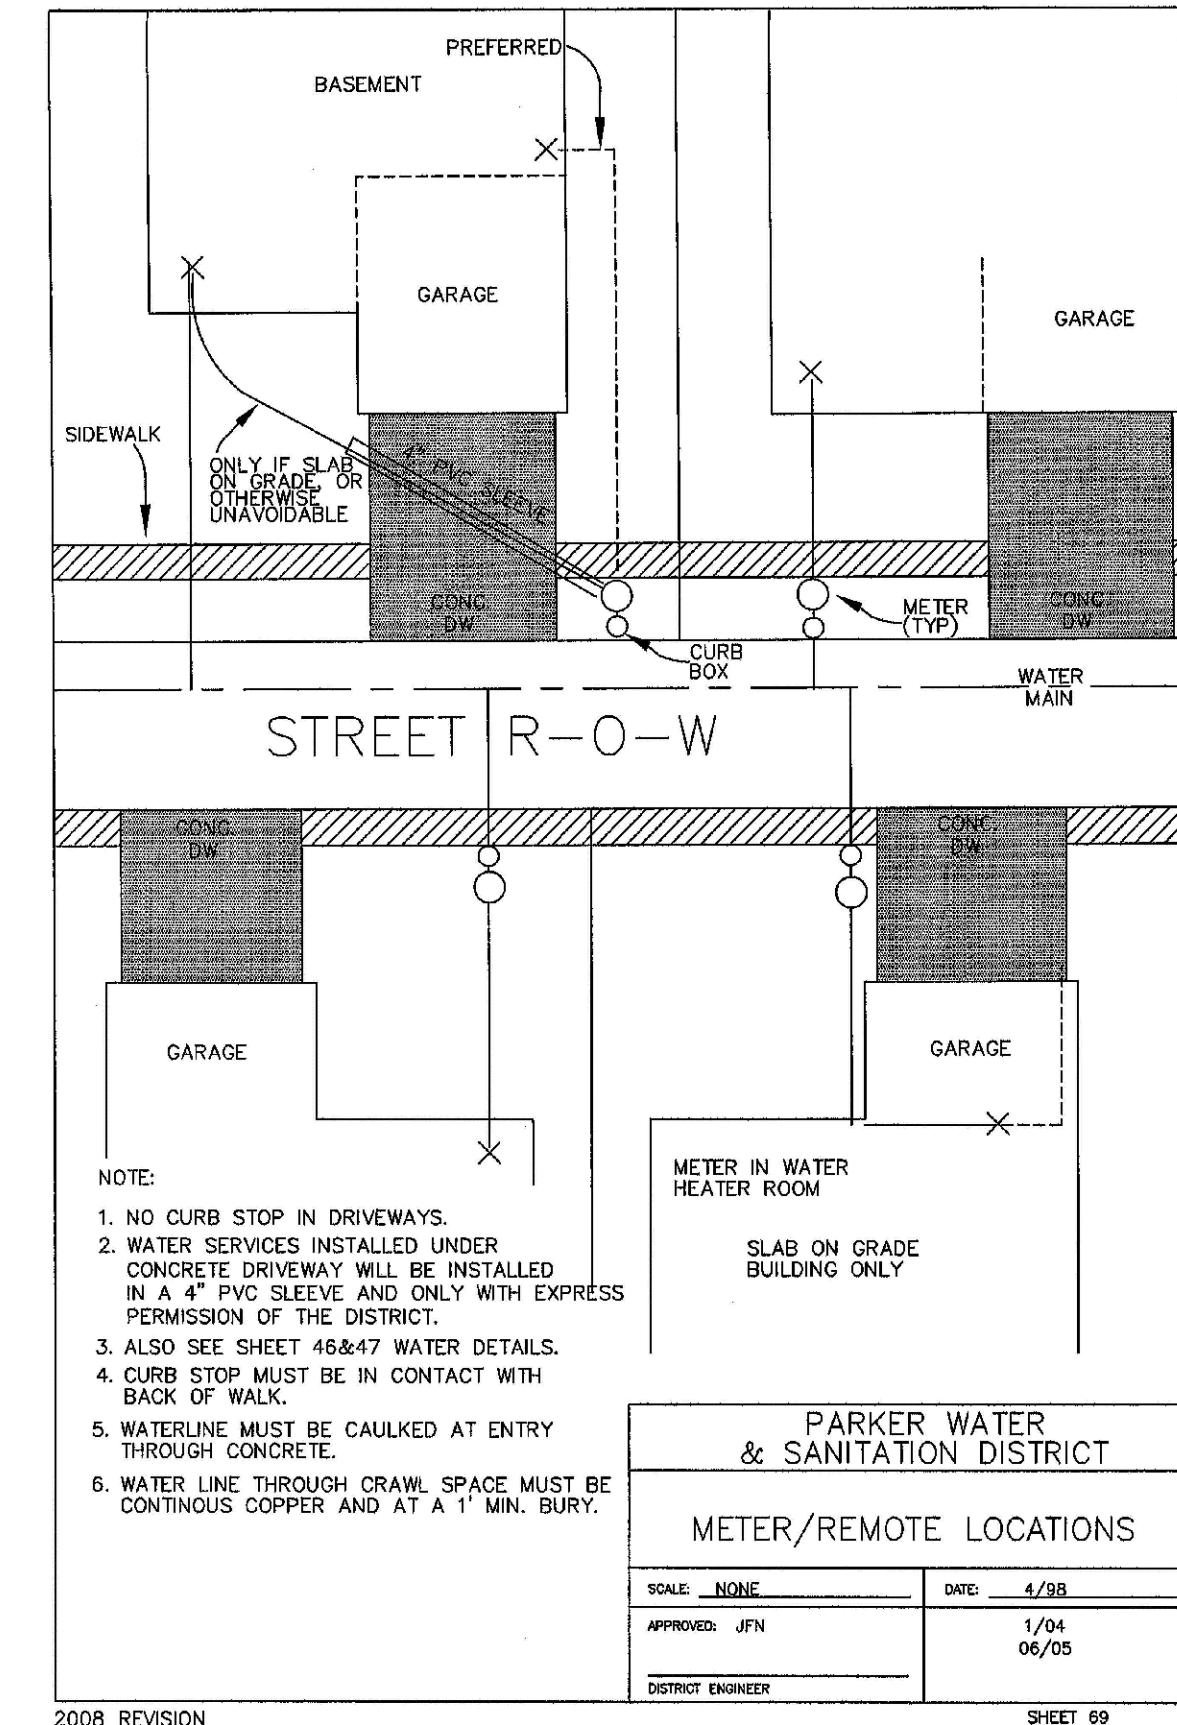 PREFERRED
BASEMENT
GARAGE
GARAGE
SIDEWALK
ONLY IF SLAB
ON GRADE, OR
OTHERWISE
UNAVOIDABLE
4" PVC SLEEVE
CONC.
DW
METER
(TYP)
CONC.
DW
CURB
BOX
WATER
MAIN
STREET R-O-W
CONC.
DW
CONC.
DW
GARAGE
GARAGE
METER IN WATER
HEATER ROOM
SLAB ON GRADE
BUILDING ONLY
NOTE:
1. NO CURB STOP IN DRIVEWAYS.
2. WATER SERVICES INSTALLED UNDER
CONCRETE DRIVEWAY WILL BE INSTALLED
IN A 4" PVC SLEEVE AND ONLY WITH EXPRESS
PERMISSION OF THE DISTRICT.
3. ALSO SEE SHEET 46&47 WATER DETAILS.
4. CURB STOP MUST BE IN CONTACT WITH
BACK OF WALK.
5. WATERLINE MUST BE CAULKED AT ENTRY
THROUGH CONCRETE.
6. WATER LINE THROUGH CRAWL SPACE MUST BE
CONTINOUS COPPER AND AT A 1' MIN. BURY.
PARKER WATER
& SANITATION DISTRICT
METER/REMOTE LOCATIONS
SCALE: NONE
DATE: 4/98
APPROVED: JFN
1/04
06/05
DISTRICT ENGINEER
2008 REVISION
SHEET 69